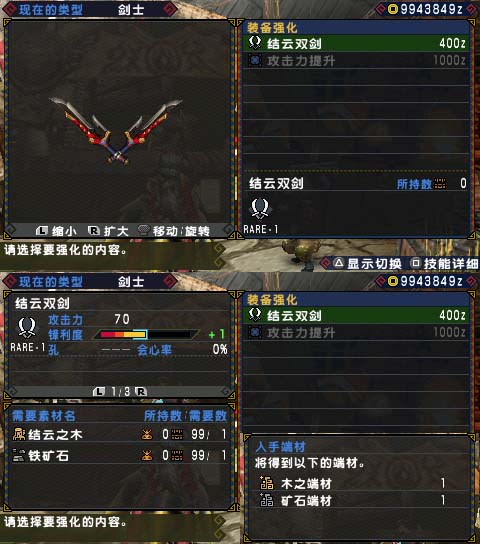 现在的类型 剑士
9943849z
装备强化
结云双剑 400z
攻击力提升 1000z
结云双剑 所持数 0
RARE-1
L 缩小 R 扩大 移动/旋转
请选择要强化的内容。
△显示切换 □技能详细
现在的类型 剑士
9943849z
结云双剑
RARE-1
攻击力 70
锋利度 +1
孔 --- 会心率 0%
L 1/3 R
需要素材名 所持数/需要数
结云之木 0 99/ 1
铁矿石 0 99/ 1
请选择要强化的内容。
装备强化
结云双剑 400z
攻击力提升 1000z
入手端材
将得到以下的端材。
木之端材 1
矿石端材 1